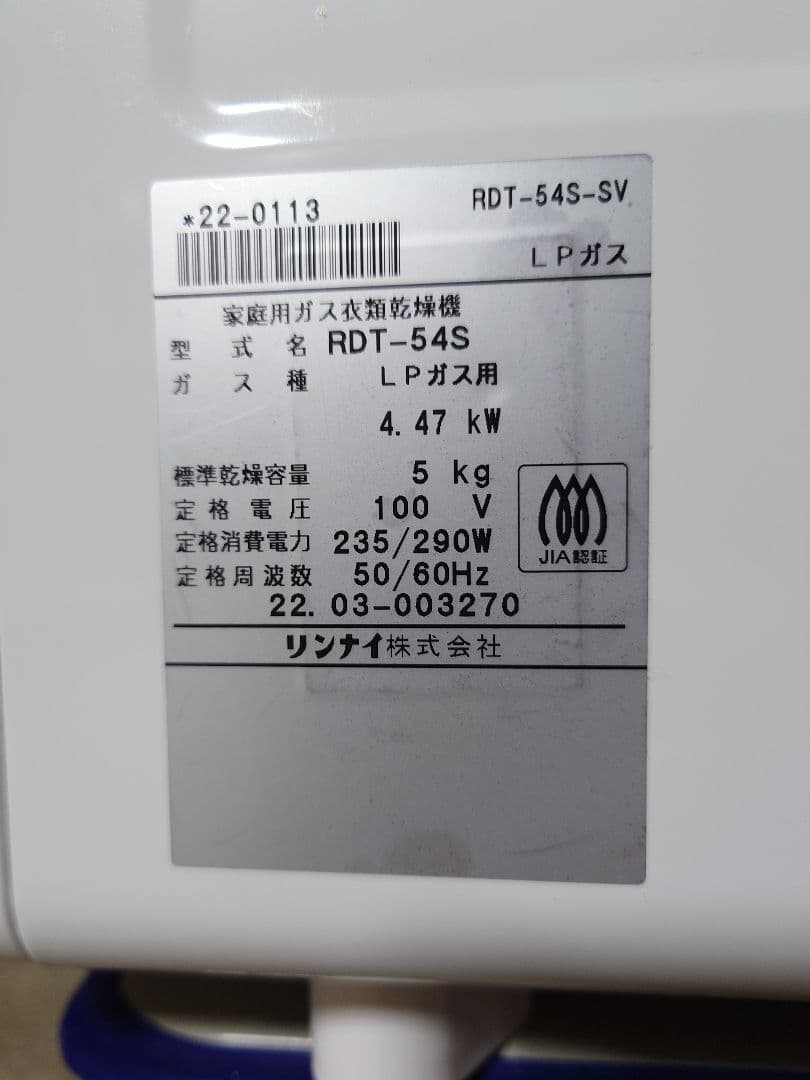 *22-0113
RDT-54S-SV
LPガス
家庭用ガス衣類乾燥機
型式名 RDT-54S
ガス種 LPガス用
4.47 kW
標準乾燥容量 5 kg
定格電圧 100 V
定格消費電力 235/290W
定格周波数 50/60Hz
JIA認証
22.03-003270
リンナイ株式会社